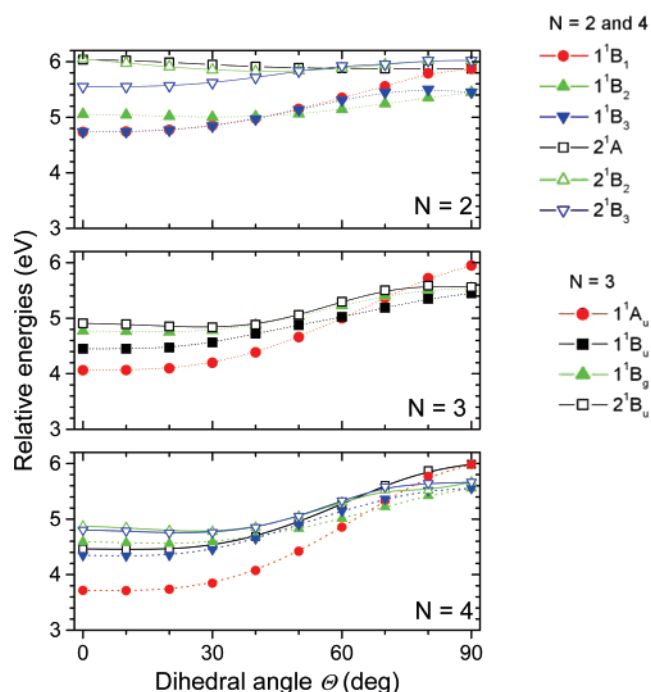 N = 2 and 4
1¹B₁
1¹B₂
1¹B₃
2¹A
2¹B₂
2¹B₃
6
5
4
3
N = 2
N = 3
1¹Aᵤ
1¹Bᵤ
1¹B_g
2¹Bᵤ
6
5
4
3
N = 3
Relative energies (eV)
6
5
4
3
N = 4
0 30 60 90
Dihedral angle Θ (deg)